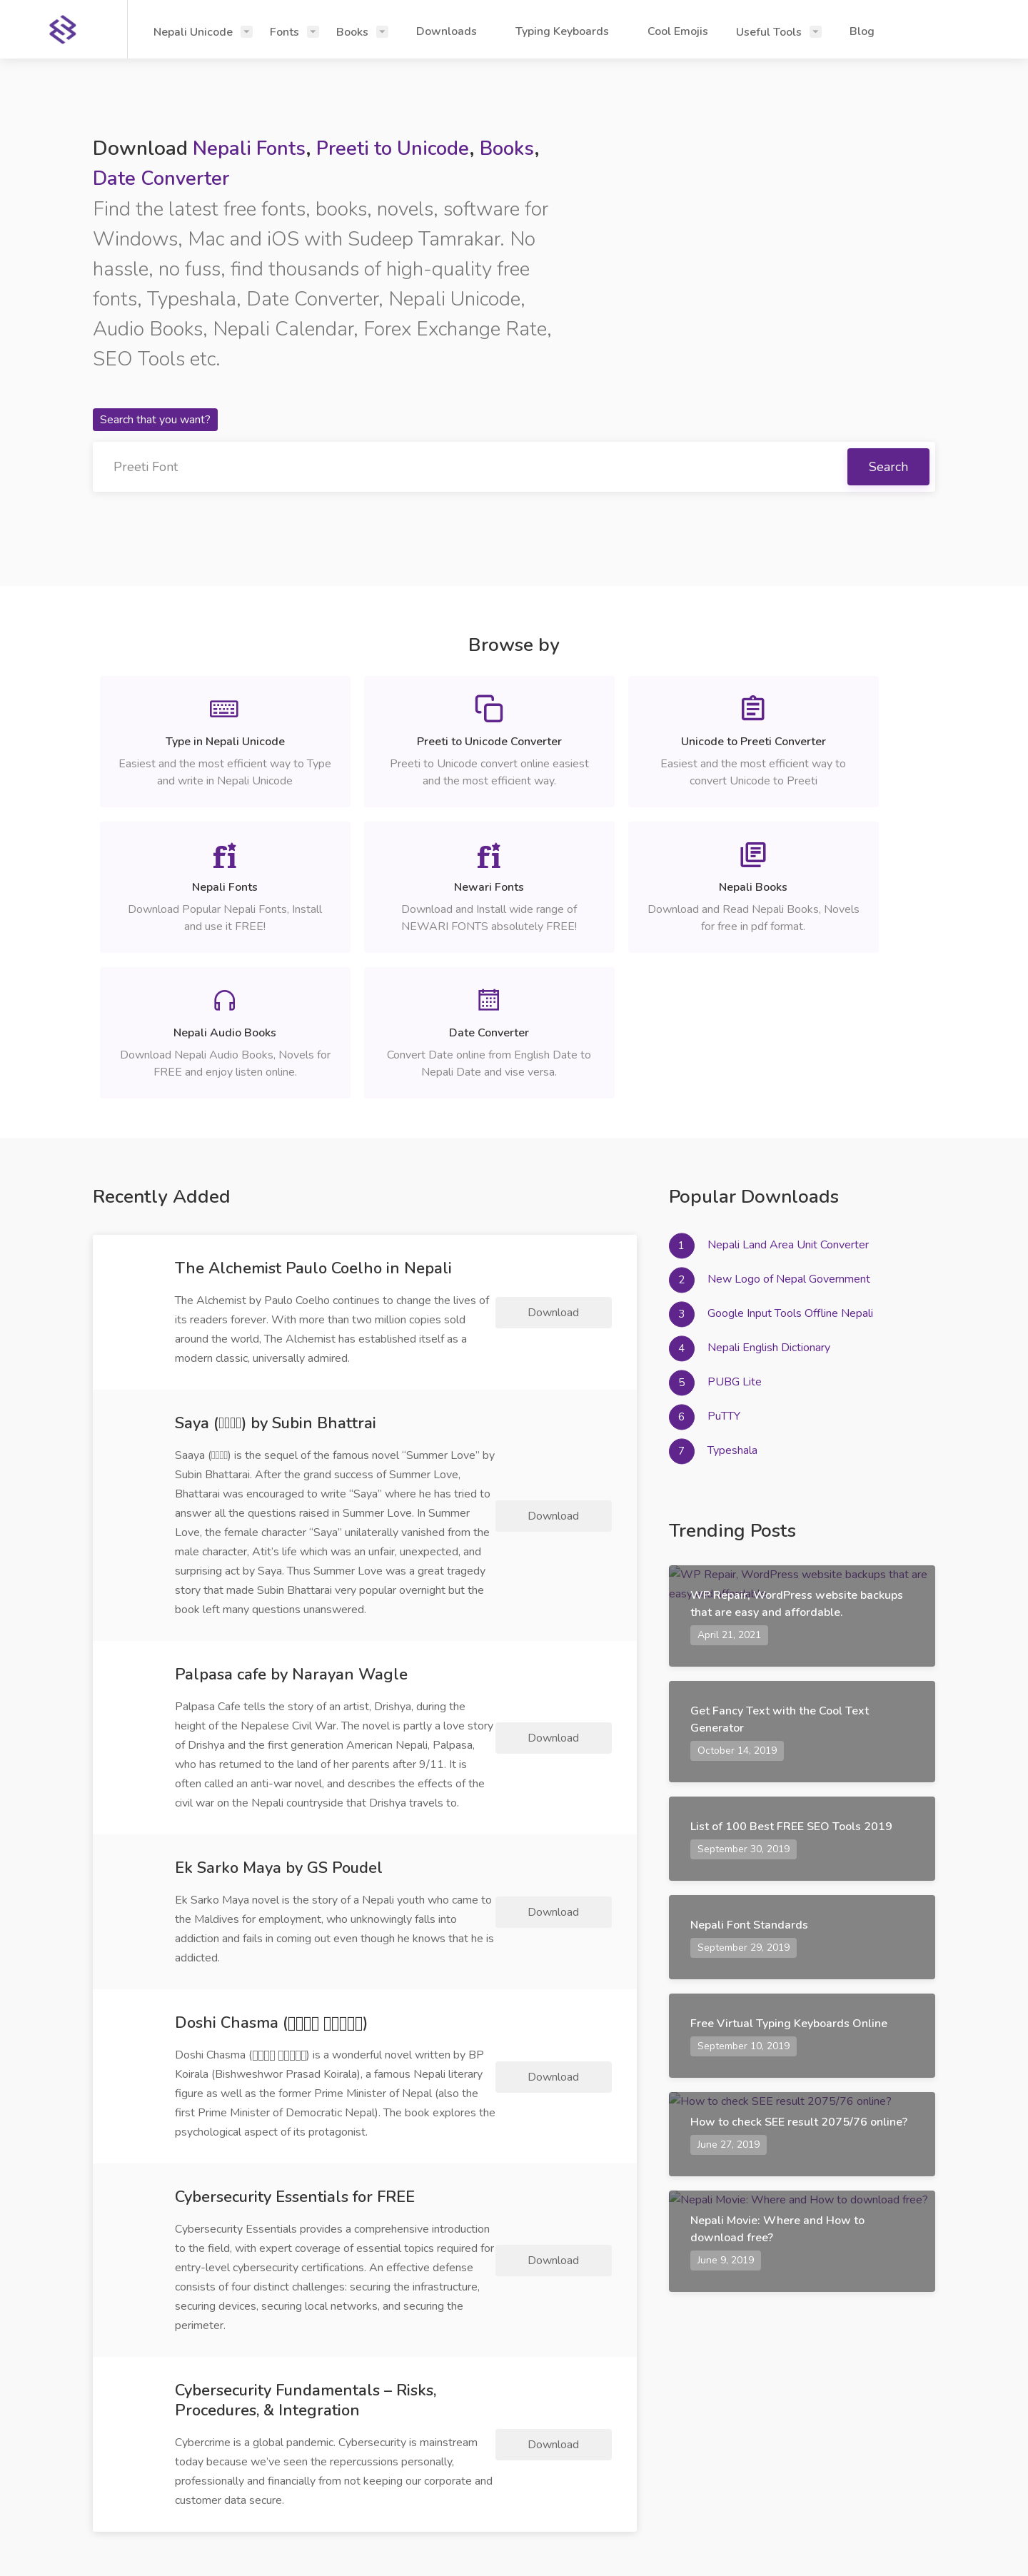 Nepali Unicode Fonts Books Downloads Typing Keyboards Cool Emojis Useful Tools Blog
Download Nepali Fonts, Preeti to Unicode, Books,
Date Converter
Find the latest free fonts, books, novels, software for
Windows, Mac and iOS with Sudeep Tamrakar. No
hassle, no fuss, find thousands of high-quality free
fonts, Typeshala, Date Converter, Nepali Unicode,
Audio Books, Nepali Calendar, Forex Exchange Rate,
SEO Tools etc.
Search that you want?
Preeti Font
Search
Browse by
Type in Nepali Unicode
Easiest and the most efficient way to Type
and write in Nepali Unicode
Preeti to Unicode Converter
Preeti to Unicode convert online easiest
and the most efficient way.
Unicode to Preeti Converter
Easiest and the most efficient way to
convert Unicode to Preeti
Nepali Fonts
Download Popular Nepali Fonts, Install
and use it FREE!
Newari Fonts
Download and Install wide range of
NEWARI FONTS absolutely FREE!
Nepali Books
Download and Read Nepali Books, Novels
for free in pdf format.
Nepali Audio Books
Download Nepali Audio Books, Novels for
FREE and enjoy listen online.
Date Converter
Convert Date online from English Date to
Nepali Date and vise versa.
Recently Added
The Alchemist Paulo Coelho in Nepali
The Alchemist by Paulo Coelho continues to change the lives of
its readers forever. With more than two million copies sold
around the world, The Alchemist has established itself as a
modern classic, universally admired.
Download
Saya () by Subin Bhattrai
Saaya () is the sequel of the famous novel “Summer Love” by
Subin Bhattarai. After the grand success of Summer Love,
Bhattarai was encouraged to write “Saya” where he has tried to
answer all the questions raised in Summer Love. In Summer
Love, the female character “Saya” unilaterally vanished from the
male character, Atit’s life which was an unfair, unexpected, and
surprising act by Saya. Thus Summer Love was a great tragedy
story that made Subin Bhattarai very popular overnight but the
book left many questions unanswered.
Download
Palpasa cafe by Narayan Wagle
Palpasa Cafe tells the story of an artist, Drishya, during the
height of the Nepalese Civil War. The novel is partly a love story
of Drishya and the first generation American Nepali, Palpasa,
who has returned to the land of her parents after 9/11. It is
often called an anti-war novel, and describes the effects of the
civil war on the Nepali countryside that Drishya travels to.
Download
Ek Sarko Maya by GS Poudel
Ek Sarko Maya novel is the story of a Nepali youth who came to
the Maldives for employment, who unknowingly falls into
addiction and fails in coming out even though he knows that he is
addicted.
Download
Doshi Chasma ()
Doshi Chasma () is a wonderful novel written by BP
Koirala (Bishweshwor Prasad Koirala), a famous Nepali literary
figure as well as the former Prime Minister of Nepal (also the
first Prime Minister of Democratic Nepal). The book explores the
psychological aspect of its protagonist.
Download
Cybersecurity Essentials for FREE
Cybersecurity Essentials provides a comprehensive introduction
to the field, with expert coverage of essential topics required for
entry-level cybersecurity certifications. An effective defense
consists of four distinct challenges: securing the infrastructure,
securing devices, securing local networks, and securing the
perimeter.
Download
Cybersecurity Fundamentals – Risks,
Procedures, & Integration
Cybercrime is a global pandemic. Cybersecurity is mainstream
today because we’ve seen the repercussions personally,
professionally and financially from not keeping our corporate and
customer data secure.
Download
Popular Downloads
1 Nepali Land Area Unit Converter
2 New Logo of Nepal Government
3 Google Input Tools Offline Nepali
4 Nepali English Dictionary
5 PUBG Lite
6 PuTTY
7 Typeshala
Trending Posts
WP Repair, WordPress website backups that are
WP Repair, WordPress website backups
that are easy and affordable.
April 21, 2021
Get Fancy Text with the Cool Text
Generator
October 14, 2019
List of 100 Best FREE SEO Tools 2019
September 30, 2019
Nepali Font Standards
September 29, 2019
Free Virtual Typing Keyboards Online
September 10, 2019
How to check SEE result 2075/76 online?
How to check SEE result 2075/76 online?
June 27, 2019
Nepali Movie: Where and How to download free?
Nepali Movie: Where and How to
download free?
June 9, 2019